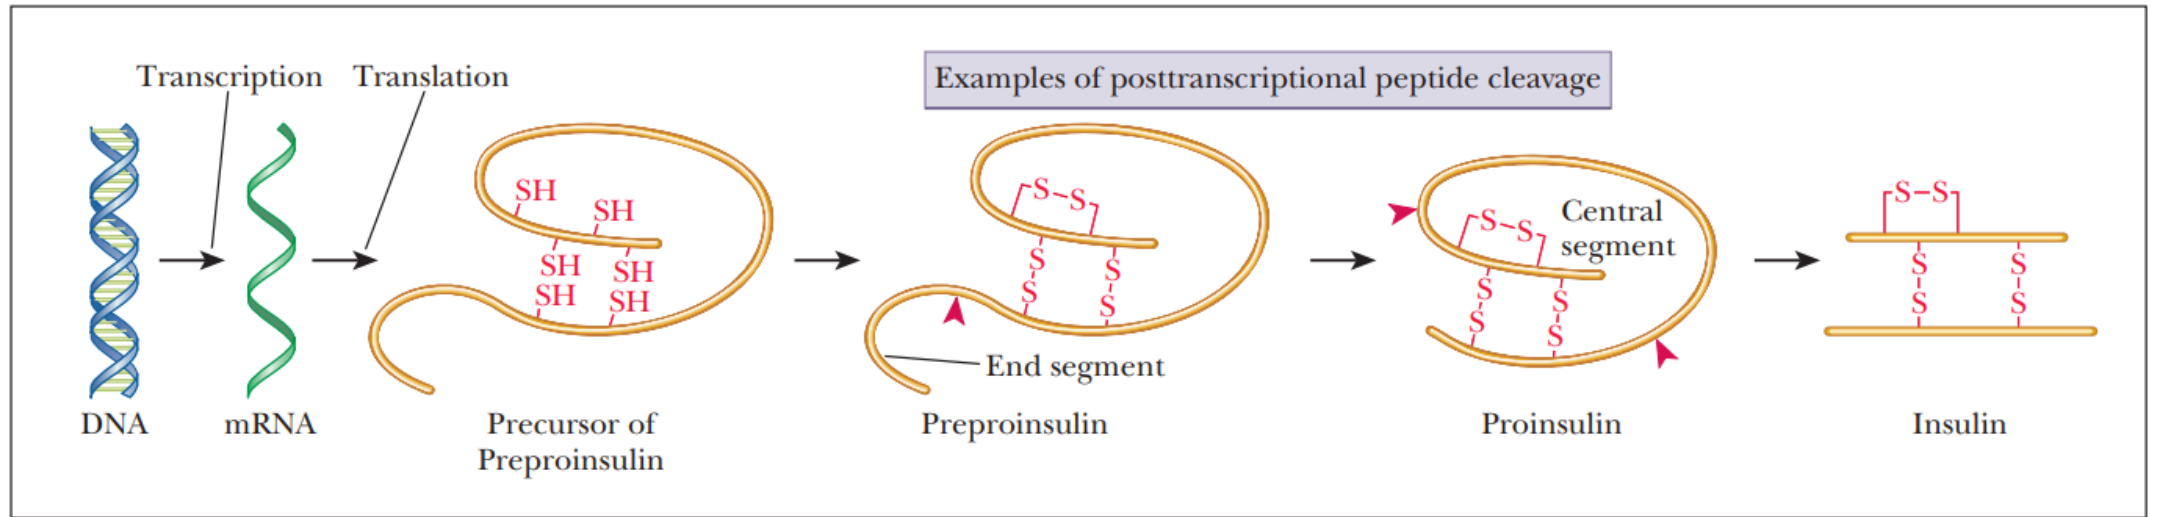 Transcription
Translation
Examples of posttranscriptional peptide cleavage
SH
SH
SH
SH
SH
SH
S-S
S
S
S
S
S-S
Central
segment
S
S
S
S
S-S
S
S
S
S
End segment
DNA
mRNA
Precursor of
Preproinsulin
Preproinsulin
Proinsulin
Insulin